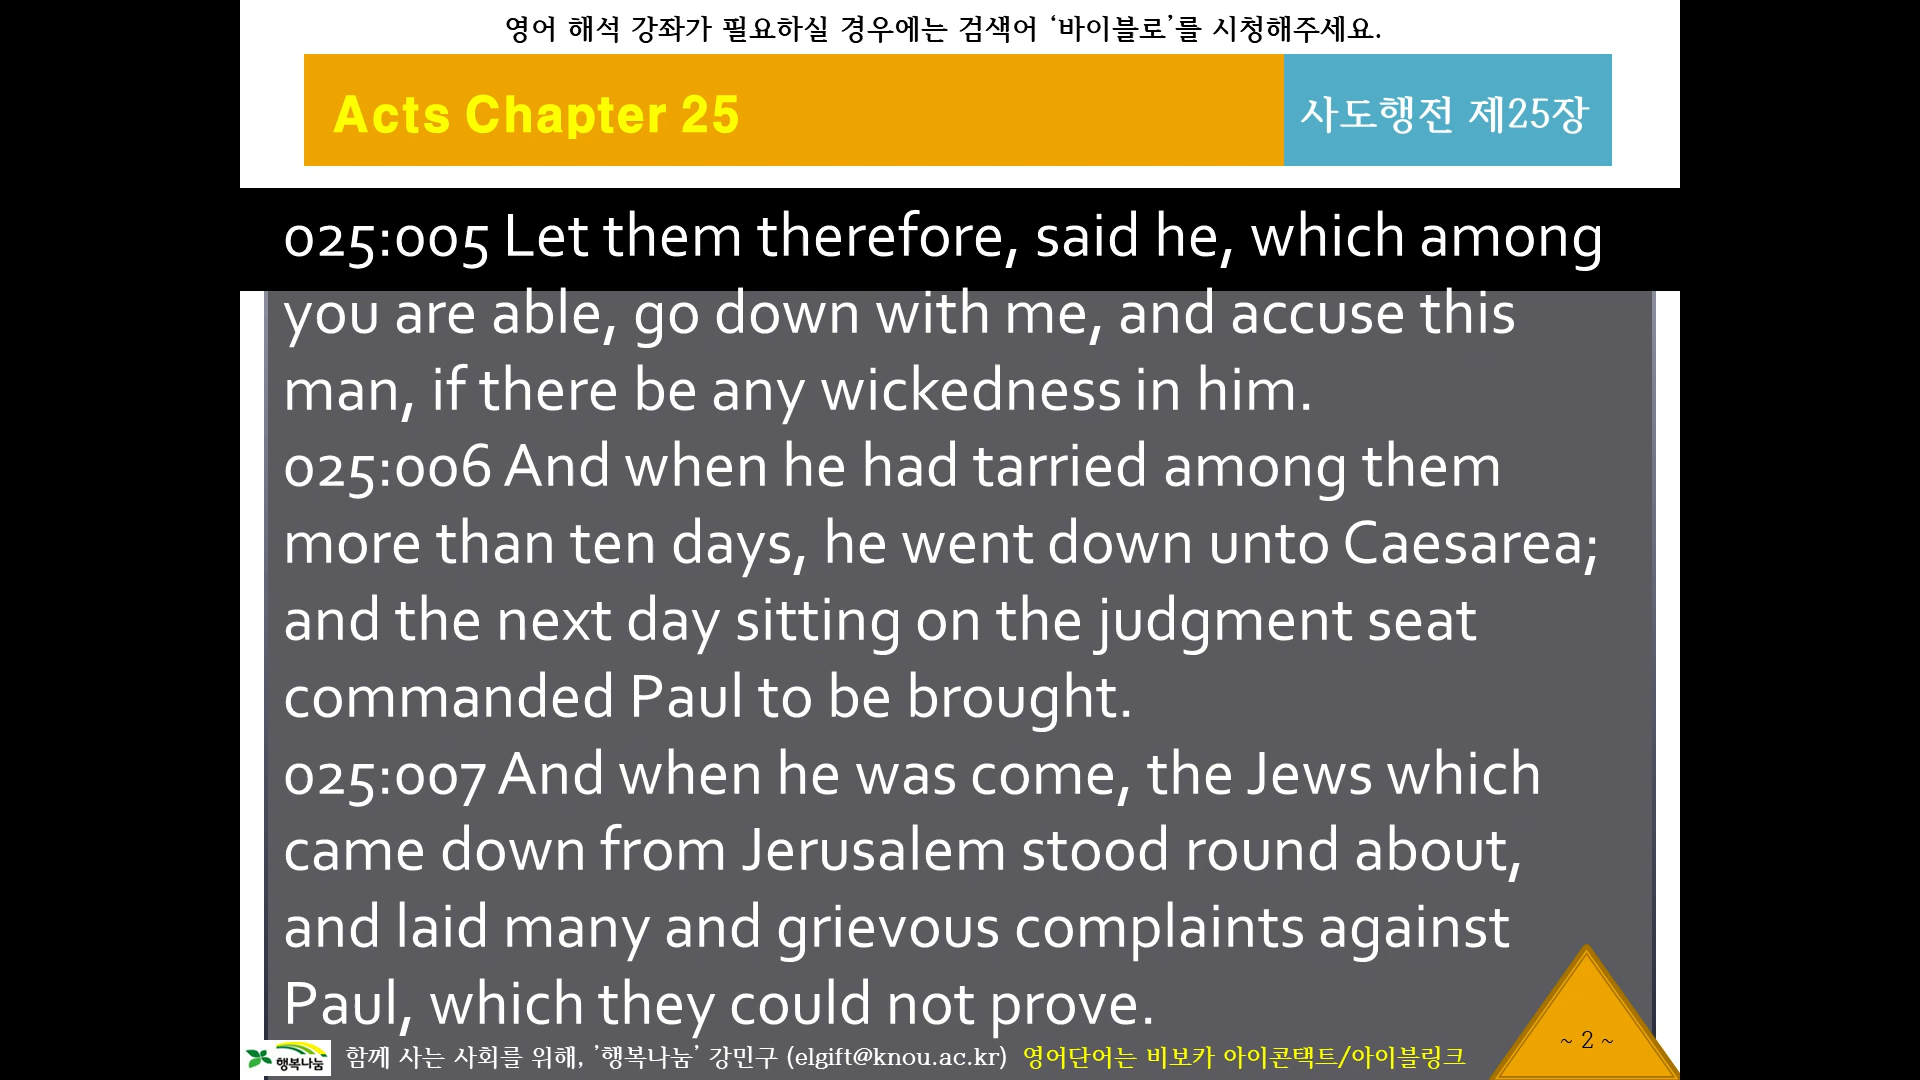 영어 해석 강좌가 필요하실 경우에는 검색어 ‘바이블로’를 시청해주세요.
Acts Chapter 25
사도행전 제25장
025:005 Let them therefore, said he, which among
you are able, go down with me, and accuse this
man, if there be any wickedness in him.
025:006 And when he had tarried among them
more than ten days, he went down unto Caesarea;
and the next day sitting on the judgment seat
commanded Paul to be brought.
025:007 And when he was come, the Jews which
came down from Jerusalem stood round about,
and laid many and grievous complaints against
Paul, which they could not prove.
~ 2 ~
행복나눔
함께 사는 사회를 위해, ’행복나눔’ 강민구 (elgift@knou.ac.kr) 영어단어는 비보카 아이콘택트/아이블링크